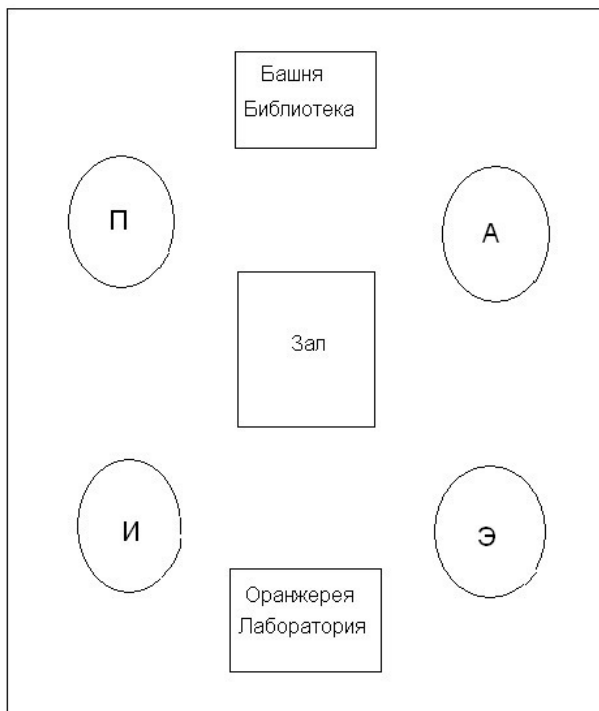 Башня
Библиотека
П
А
Зал
И
Э
Оранжерея
Лаборатория